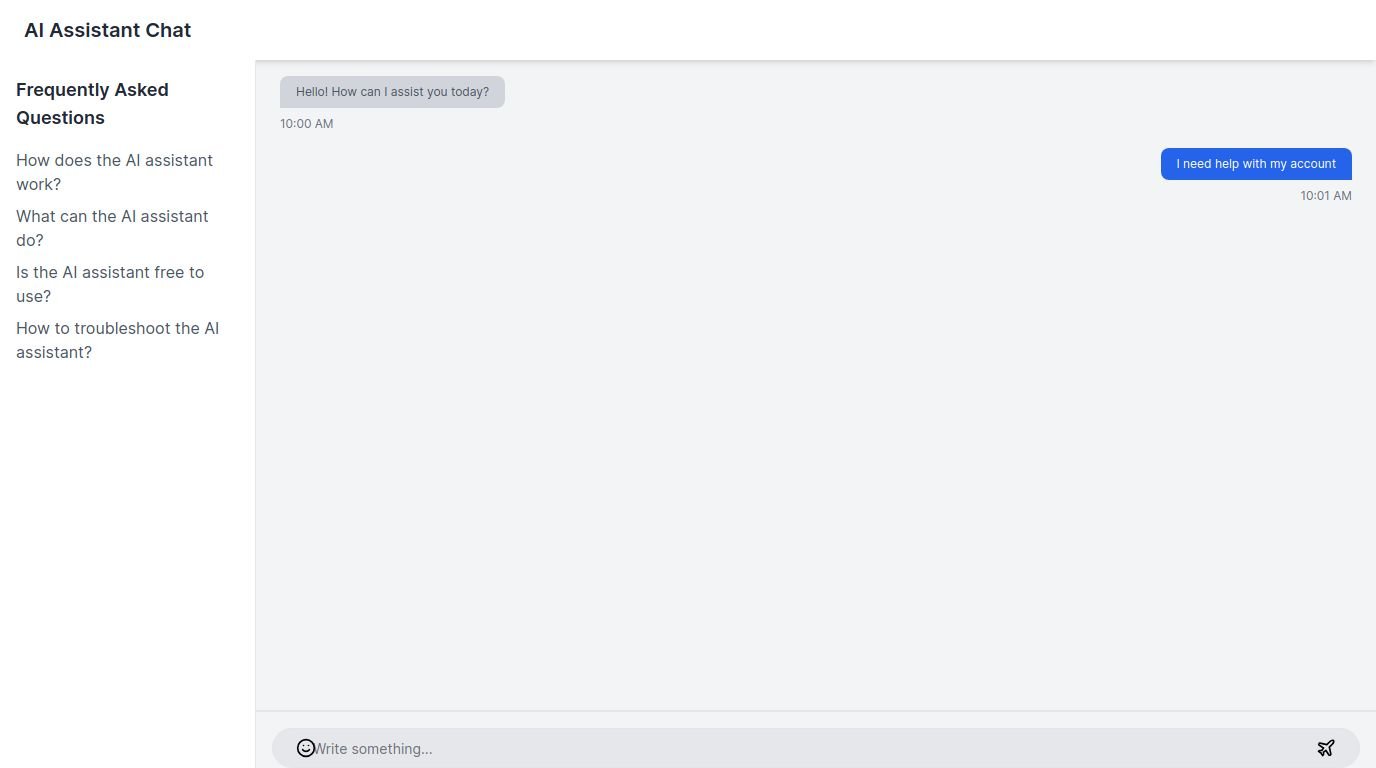 AI Assistant Chat
Frequently Asked
Questions
How does the AI assistant
work?
What can the AI assistant
do?
Is the AI assistant free to
use?
How to troubleshoot the AI
assistant?
Hello! How can I assist you today?
10:00 AM
I need help with my account
10:01 AM
Write something...